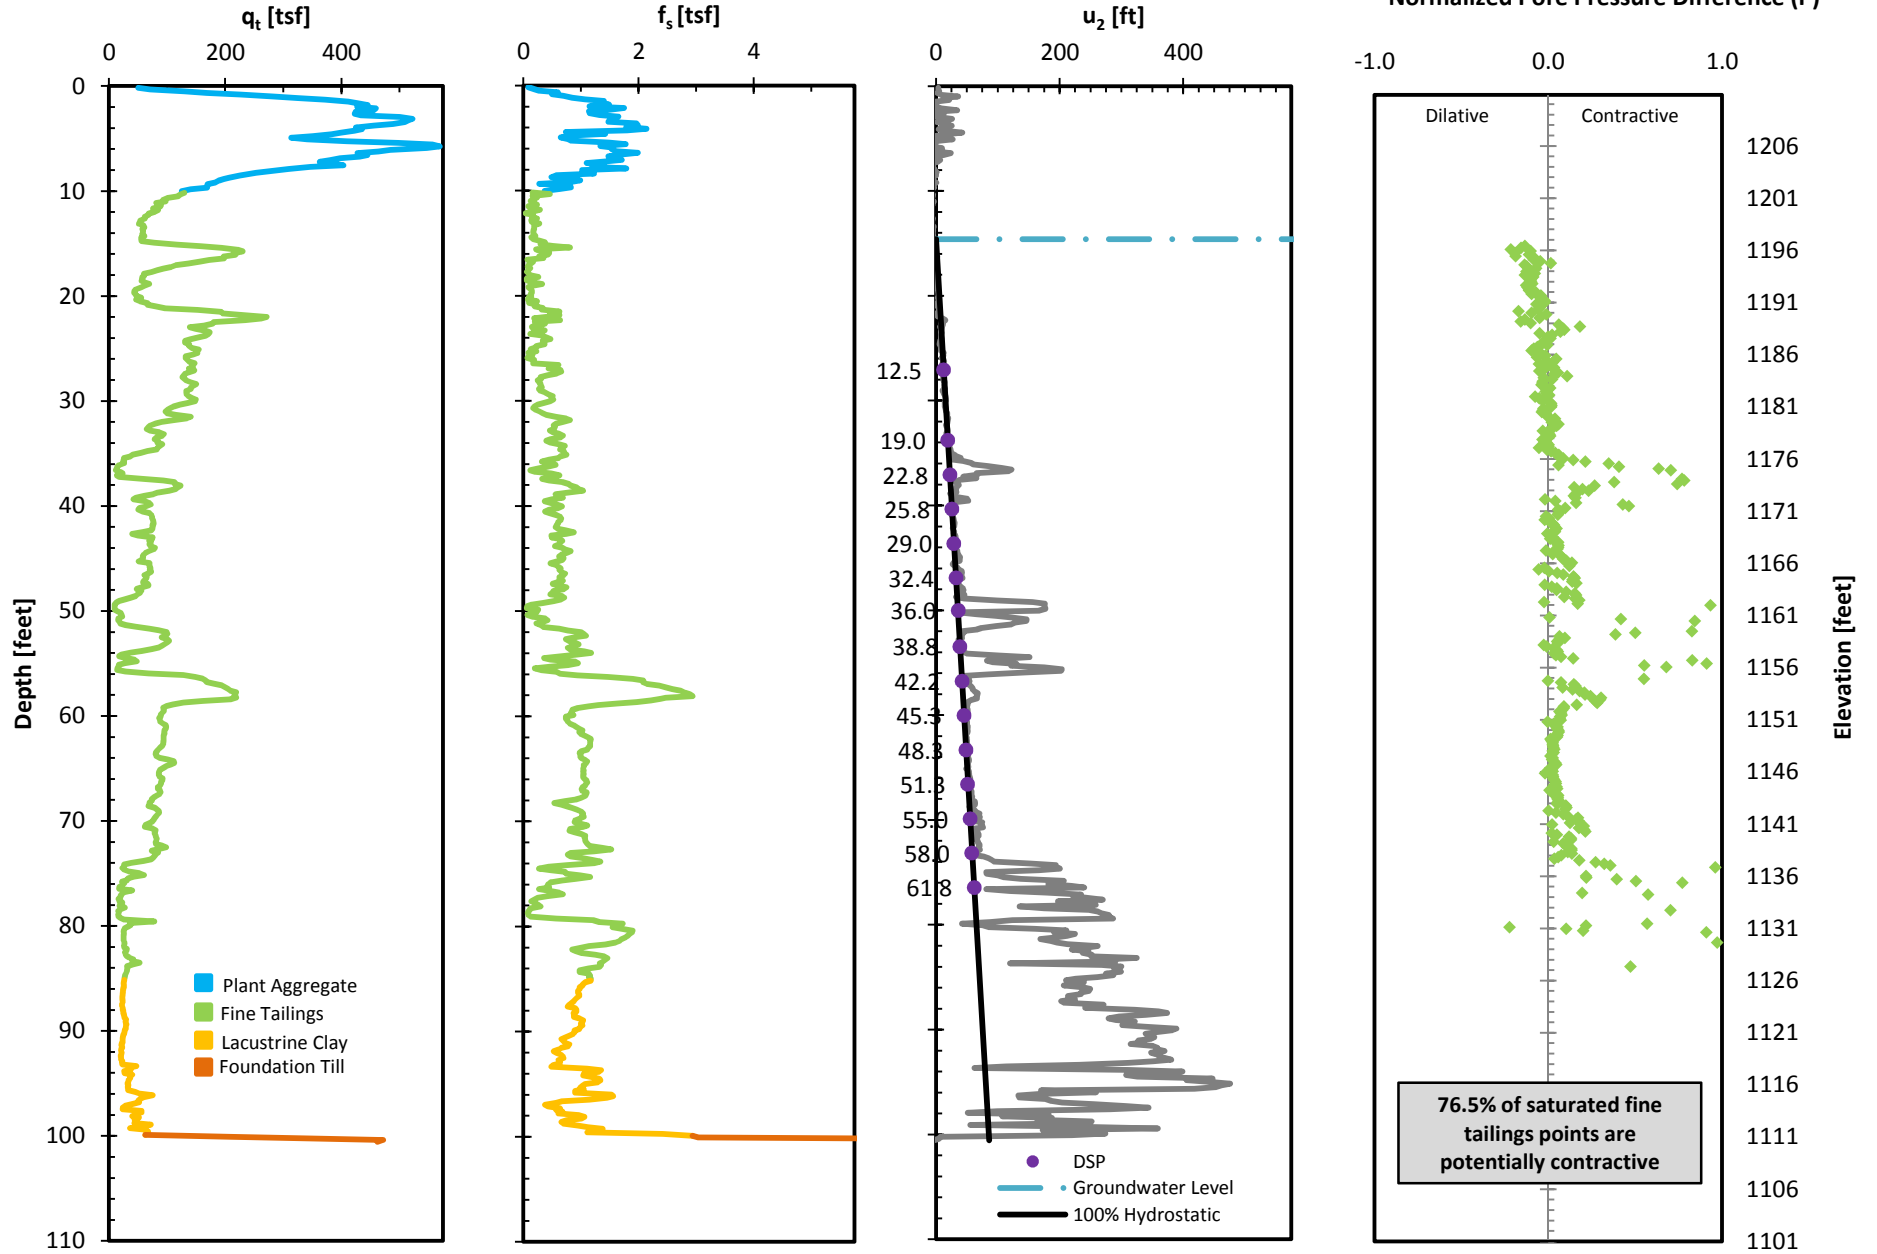 qt [tsf]
fs [tsf]
u2 [ft]
Normalized Pore Pressure Difference (F)
0 200 400
0 2 4
0 200 400
-1.0 0.0 1.0
0
10
20
30
40
50
60
70
80
90
100
110
Depth [feet]
Plant Aggregate
Fine Tailings
Lacustrine Clay
Foundation Till
12.5
19.0
22.8
25.8
29.0
32.4
36.0
38.8
42.2
45.3
48.3
51.3
55.0
58.0
61.8
DSP
Groundwater Level
100% Hydrostatic
Dilative
Contractive
76.5% of saturated fine
tailings points are
potentially contractive
1206
1201
1196
1191
1186
1181
1176
1171
1166
1161
1156
1151
1146
1141
1136
1131
1126
1121
1116
1111
1106
1101
Elevation [feet]